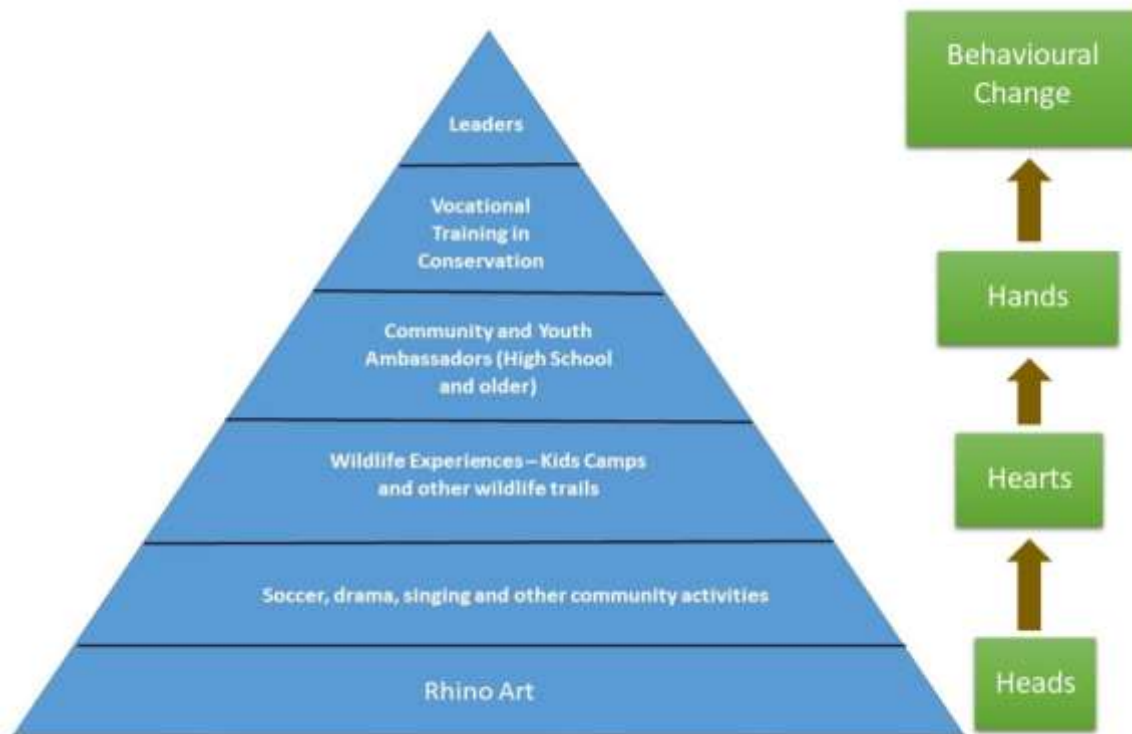 Leaders
Vocational
Training in
Conservation
Community and Youth
Ambassadors (High School
and older)
Wildlife Experiences – Kids Camps
and other wildlife trails
Soccer, drama, singing and other community activities
Rhino Art
Behavioural
Change
Hands
Hearts
Heads